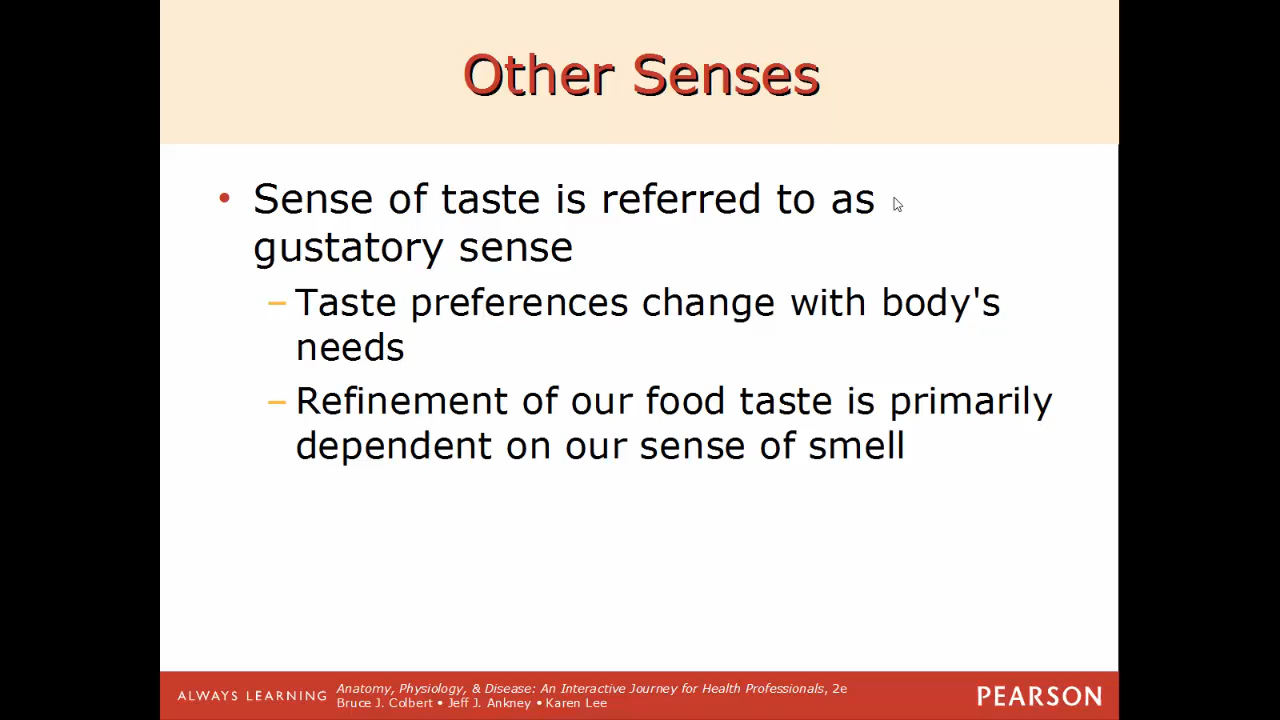 Other Senses
• Sense of taste is referred to as
gustatory sense
– Taste preferences change with body's
needs
– Refinement of our food taste is primarily
dependent on our sense of smell
ALWAYS LEARNING
Anatomy, Physiology, & Disease: An Interactive Journey for Health Professionals, 2e
Bruce J. Colbert • Jeff J. Ankney • Karen Lee
PEARSON